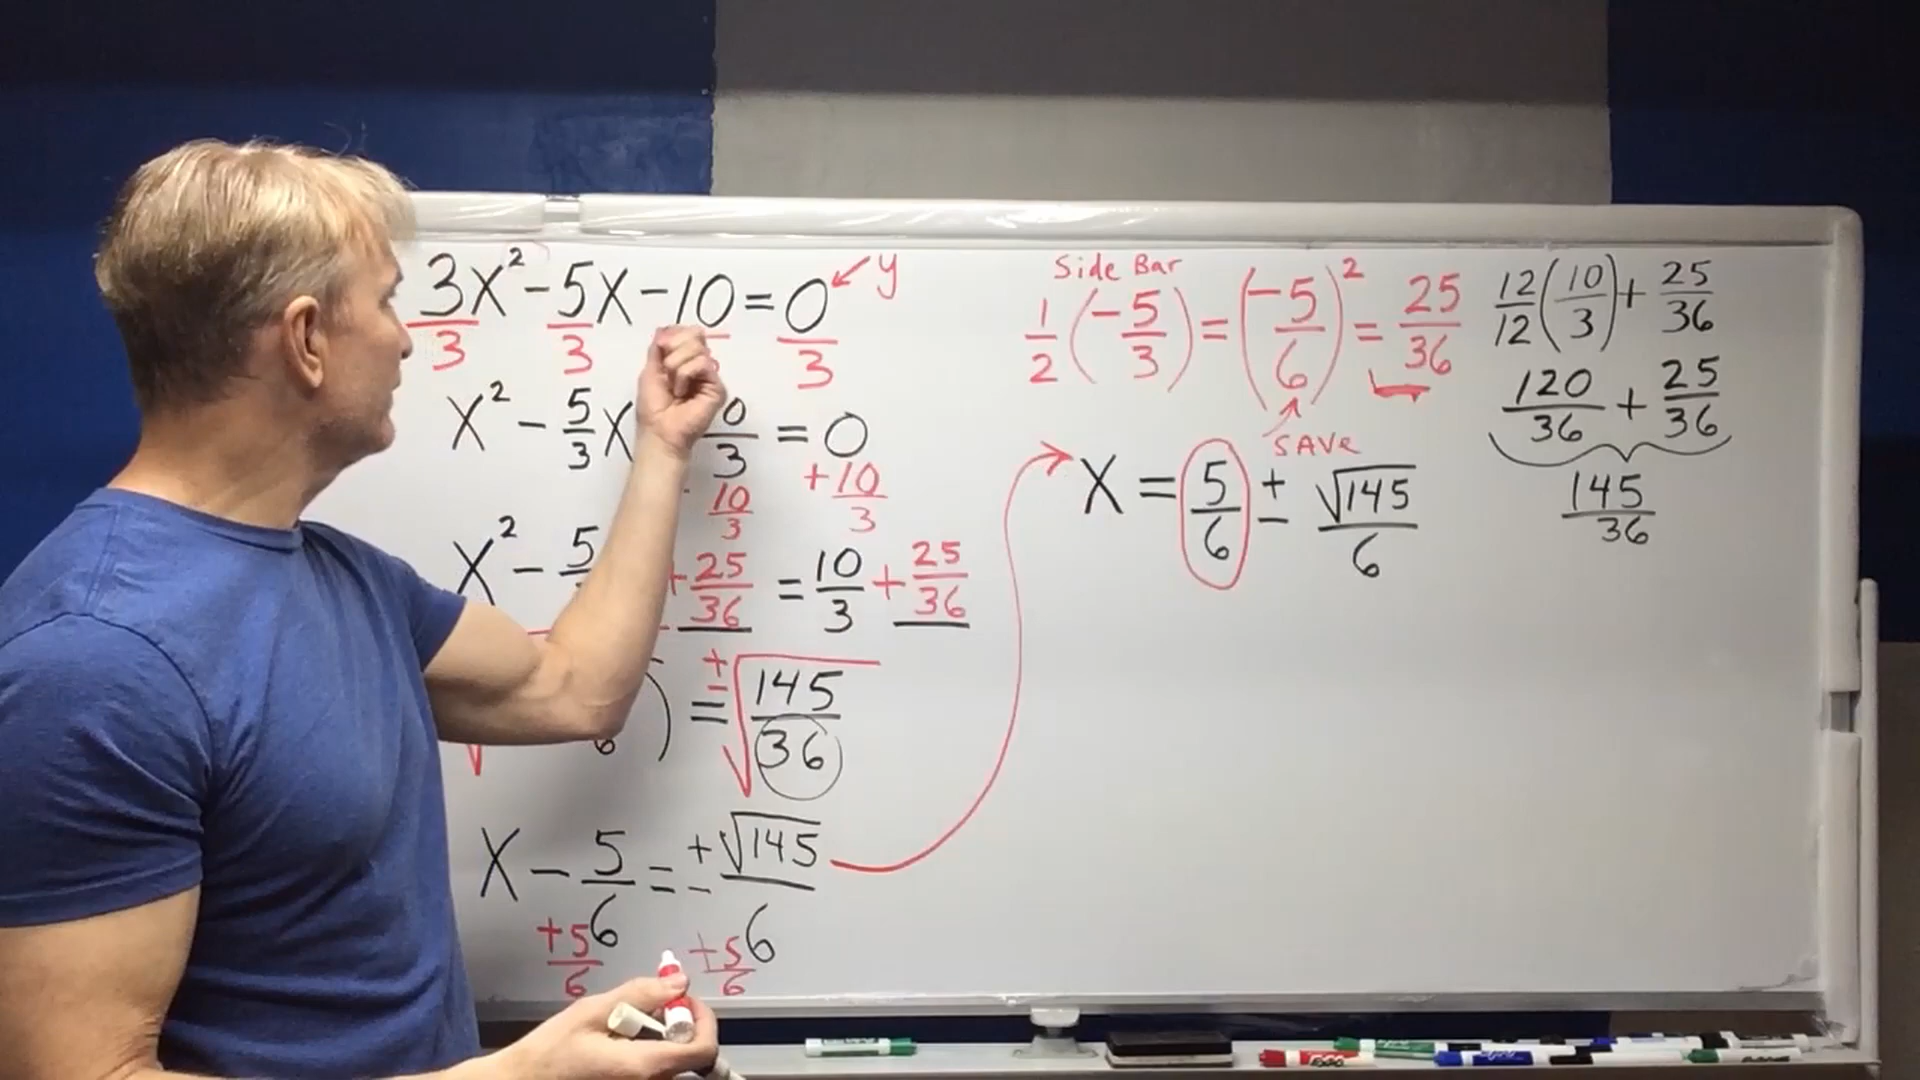 3x² - 5x - 10 = 0 ← y
3 3 3
x² - 5/3 x 0/3 = 0
10/3 +10/3
x² - 5 + 25/36 = 10/3 + 25/36
6 ) = ± √145/36
x - 5/6 = ± √145/6
+5/6 +5/6
Side Bar
1/2 (-5/3) = (-5/6)² = 25/36
SAVe
x = 5/6 ± √145/6
12/12 (10/3) + 25/36
120/36 + 25/36
145/36